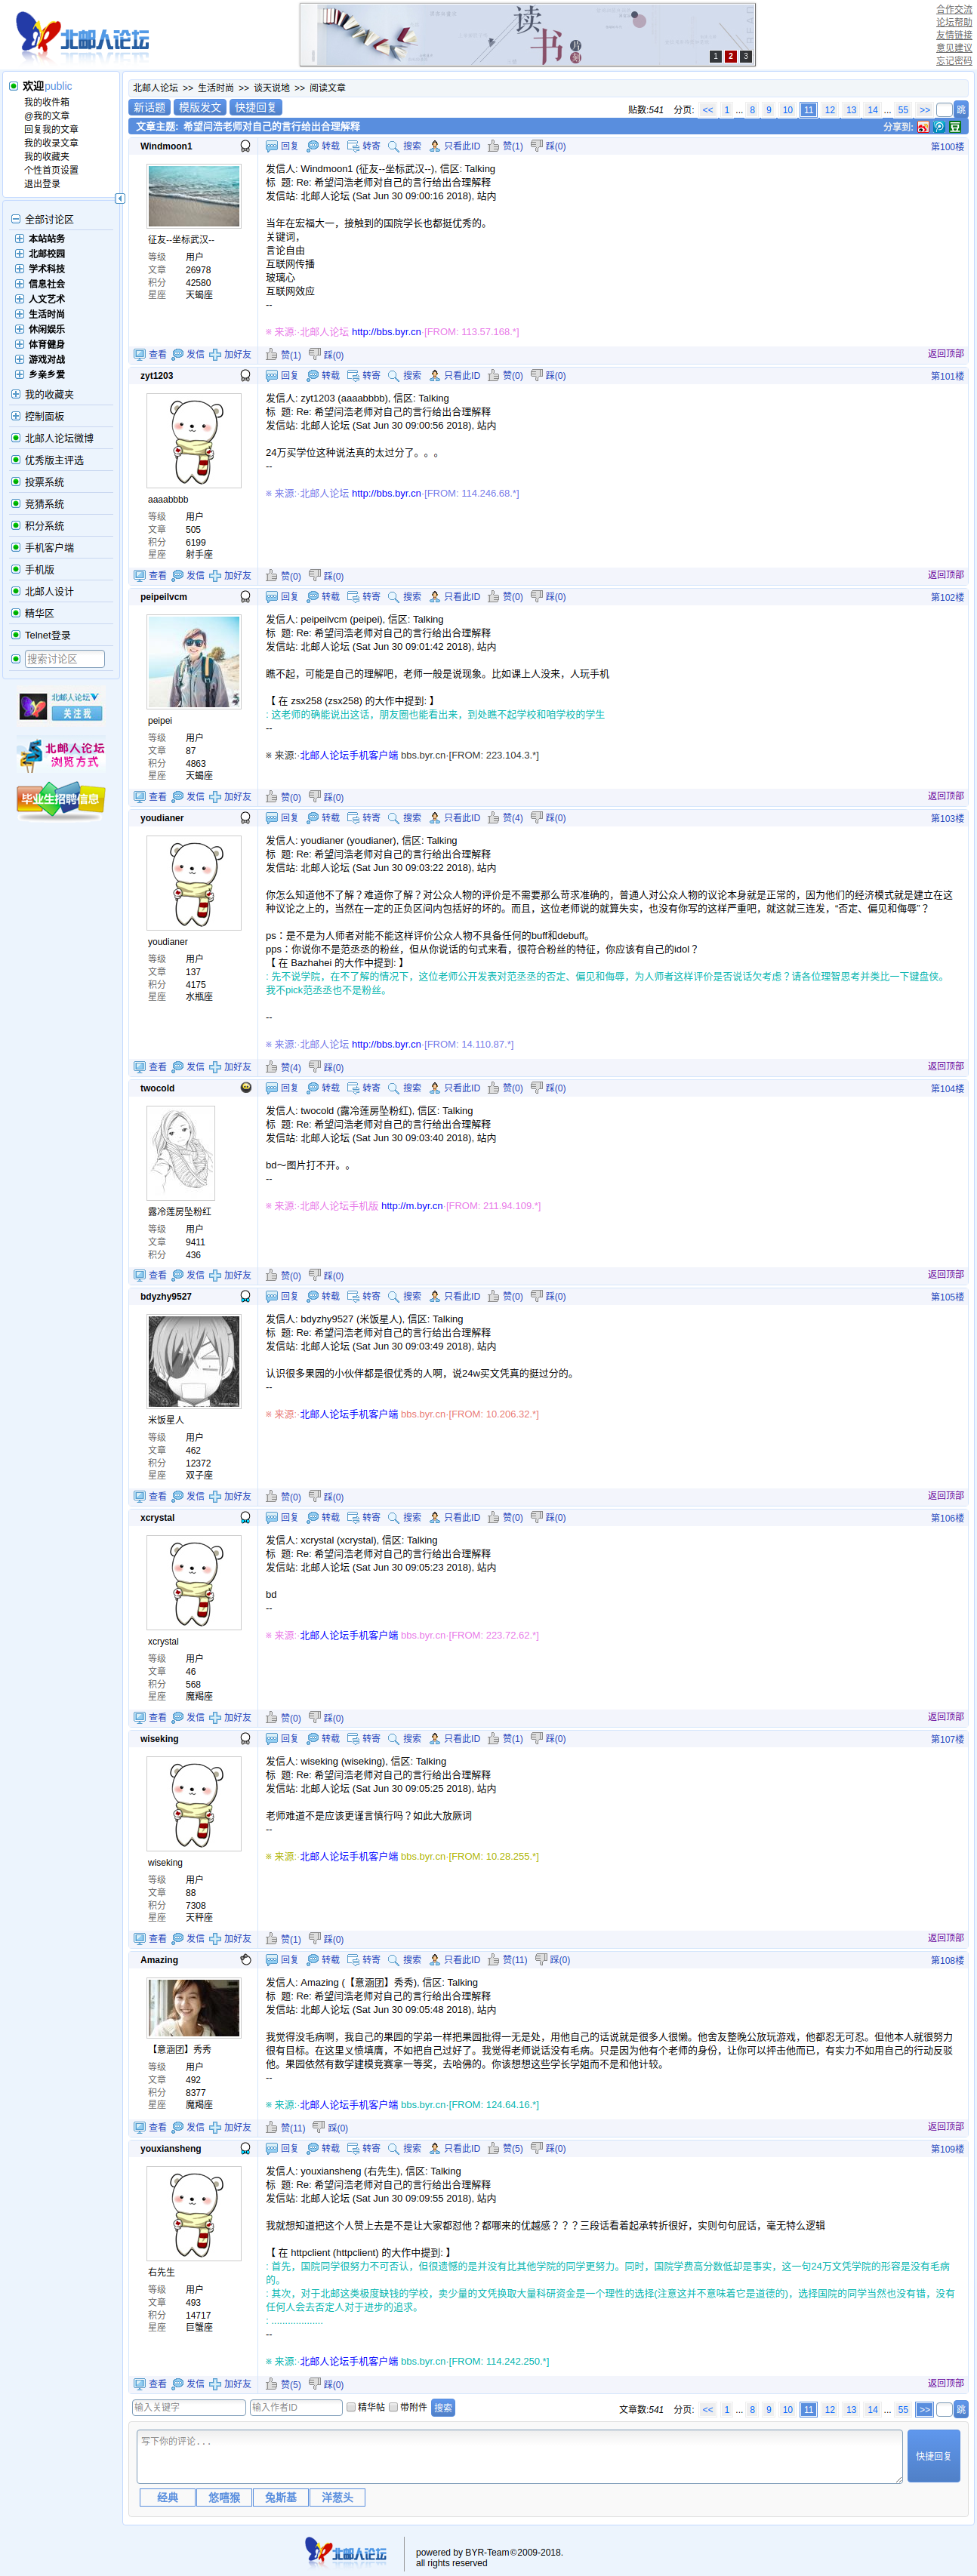 北邮人论坛
读书月刊
1 2 3
合作交流
论坛帮助
友情链接
意见建议
忘记密码
欢迎public
我的收件箱
@我的文章
回复我的文章
我的收录文章
我的收藏夹
个性首页设置
退出登录
全部讨论区
本站站务
北邮校园
学术科技
信息社会
人文艺术
生活时尚
休闲娱乐
体育健身
游戏对战
乡亲乡爱
我的收藏夹
控制面板
北邮人论坛微博
优秀版主评选
投票系统
竞猜系统
积分系统
手机客户端
手机版
北邮人设计
精华区
Telnet登录
搜索讨论区
北邮人论坛
关注我
北邮人论坛
浏览方式
毕业生招聘信息
北邮人论坛 >> 生活时尚 >> 谈天说地 >> 阅读文章
新话题 模版发文 快捷回复
贴数:541 分页: << 1 ... 8 9 10 11 12 13 14 ... 55 >> 跳
文章主题: 希望闫浩老师对自己的言行给出合理解释 分享到:
Windmoon1 回复 转载 转寄 搜索 只看此ID 赞(1) 踩(0) 第100楼
征友--坐标武汉--
等级 用户
文章 26978
积分 42580
星座 天蝎座
发信人: Windmoon1 (征友--坐标武汉--), 信区: Talking
标 题: Re: 希望闫浩老师对自己的言行给出合理解释
发信站: 北邮人论坛 (Sat Jun 30 09:00:16 2018), 站内
当年在宏福大一，接触到的国院学长也都挺优秀的。
关键词，
言论自由
互联网传播
玻璃心
互联网效应
--
※ 来源:·北邮人论坛 http://bbs.byr.cn·[FROM: 113.57.168.*]
查看 发信 加好友 赞(1) 踩(0) 返回顶部
zyt1203 回复 转载 转寄 搜索 只看此ID 赞(0) 踩(0) 第101楼
aaaabbbb
等级 用户
文章 505
积分 6199
星座 射手座
发信人: zyt1203 (aaaabbbb), 信区: Talking
标 题: Re: 希望闫浩老师对自己的言行给出合理解释
发信站: 北邮人论坛 (Sat Jun 30 09:00:56 2018), 站内
24万买学位这种说法真的太过分了。。。
--
※ 来源:·北邮人论坛 http://bbs.byr.cn·[FROM: 114.246.68.*]
查看 发信 加好友 赞(0) 踩(0) 返回顶部
peipeilvcm 回复 转载 转寄 搜索 只看此ID 赞(0) 踩(0) 第102楼
peipei
等级 用户
文章 87
积分 4863
星座 天蝎座
发信人: peipeilvcm (peipei), 信区: Talking
标 题: Re: 希望闫浩老师对自己的言行给出合理解释
发信站: 北邮人论坛 (Sat Jun 30 09:01:42 2018), 站内
瞧不起，可能是自己的理解吧，老师一般是说现象。比如课上人没来，人玩手机
【 在 zsx258 (zsx258) 的大作中提到: 】
: 这老师的确能说出这话，朋友圈也能看出来，到处瞧不起学校和咱学校的学生
--
※ 来源:·北邮人论坛手机客户端 bbs.byr.cn·[FROM: 223.104.3.*]
查看 发信 加好友 赞(0) 踩(0) 返回顶部
youdianer 回复 转载 转寄 搜索 只看此ID 赞(4) 踩(0) 第103楼
youdianer
等级 用户
文章 137
积分 4175
星座 水瓶座
发信人: youdianer (youdianer), 信区: Talking
标 题: Re: 希望闫浩老师对自己的言行给出合理解释
发信站: 北邮人论坛 (Sat Jun 30 09:03:22 2018), 站内
你怎么知道他不了解？难道你了解？对公众人物的评价是不需要那么苛求准确的，普通人对公众人物的议论本身就是正常的，因为他们的经济模式就是建立在这
种议论之上的，当然在一定的正负区间内包括好的坏的。而且，这位老师说的就算失实，也没有你写的这样严重吧，就这就三连发，“否定、偏见和侮辱”？
ps：是不是为人师者对能不能这样评价公众人物不具备任何的buff和debuff。
pps：你说你不是范丞丞的粉丝，但从你说话的句式来看，很符合粉丝的特征，你应该有自己的idol？
【 在 Bazhahei 的大作中提到: 】
: 先不说学院，在不了解的情况下，这位老师公开发表对范丞丞的否定、偏见和侮辱，为人师者这样评价是否说话欠考虑？请各位理智思考并类比一下键盘侠。
我不pick范丞丞也不是粉丝。
--
※ 来源:·北邮人论坛 http://bbs.byr.cn·[FROM: 14.110.87.*]
查看 发信 加好友 赞(4) 踩(0) 返回顶部
twocold 回复 转载 转寄 搜索 只看此ID 赞(0) 踩(0) 第104楼
露冷莲房坠粉红
等级 用户
文章 9411
积分 436
发信人: twocold (露冷莲房坠粉红), 信区: Talking
标 题: Re: 希望闫浩老师对自己的言行给出合理解释
发信站: 北邮人论坛 (Sat Jun 30 09:03:40 2018), 站内
bd～图片打不开。。
--
※ 来源:·北邮人论坛手机版 http://m.byr.cn·[FROM: 211.94.109.*]
查看 发信 加好友 赞(0) 踩(0) 返回顶部
bdyzhy9527 回复 转载 转寄 搜索 只看此ID 赞(0) 踩(0) 第105楼
米饭星人
等级 用户
文章 462
积分 12372
星座 双子座
发信人: bdyzhy9527 (米饭星人), 信区: Talking
标 题: Re: 希望闫浩老师对自己的言行给出合理解释
发信站: 北邮人论坛 (Sat Jun 30 09:03:49 2018), 站内
认识很多果园的小伙伴都是很优秀的人啊，说24w买文凭真的挺过分的。
--
※ 来源:·北邮人论坛手机客户端 bbs.byr.cn·[FROM: 10.206.32.*]
查看 发信 加好友 赞(0) 踩(0) 返回顶部
xcrystal 回复 转载 转寄 搜索 只看此ID 赞(0) 踩(0) 第106楼
xcrystal
等级 用户
文章 46
积分 568
星座 魔羯座
发信人: xcrystal (xcrystal), 信区: Talking
标 题: Re: 希望闫浩老师对自己的言行给出合理解释
发信站: 北邮人论坛 (Sat Jun 30 09:05:23 2018), 站内
bd
--
※ 来源:·北邮人论坛手机客户端 bbs.byr.cn·[FROM: 223.72.62.*]
查看 发信 加好友 赞(0) 踩(0) 返回顶部
wiseking 回复 转载 转寄 搜索 只看此ID 赞(1) 踩(0) 第107楼
wiseking
等级 用户
文章 88
积分 7308
星座 天秤座
发信人: wiseking (wiseking), 信区: Talking
标 题: Re: 希望闫浩老师对自己的言行给出合理解释
发信站: 北邮人论坛 (Sat Jun 30 09:05:25 2018), 站内
老师难道不是应该更谨言慎行吗？如此大放厥词
--
※ 来源:·北邮人论坛手机客户端 bbs.byr.cn·[FROM: 10.28.255.*]
查看 发信 加好友 赞(1) 踩(0) 返回顶部
Amazing 回复 转载 转寄 搜索 只看此ID 赞(11) 踩(0) 第108楼
【意涵团】秀秀
等级 用户
文章 492
积分 8377
星座 魔羯座
发信人: Amazing (【意涵团】秀秀), 信区: Talking
标 题: Re: 希望闫浩老师对自己的言行给出合理解释
发信站: 北邮人论坛 (Sat Jun 30 09:05:48 2018), 站内
我觉得没毛病啊，我自己的果园的学弟一样把果园批得一无是处，用他自己的话说就是很多人很懒。他舍友整晚公放玩游戏，他都忍无可忍。但他本人就很努力
很有目标。在这里义愤填膺，不如把自己过好了。我觉得老师说话没有毛病。只是因为他有个老师的身份，让你可以抨击他而已，有实力不如用自己的行动反驳
他。果园依然有数学建模竞赛拿一等奖，去哈佛的。你该想想这些学长学姐而不是和他计较。
--
※ 来源:·北邮人论坛手机客户端 bbs.byr.cn·[FROM: 124.64.16.*]
查看 发信 加好友 赞(11) 踩(0) 返回顶部
youxiansheng 回复 转载 转寄 搜索 只看此ID 赞(5) 踩(0) 第109楼
右先生
等级 用户
文章 493
积分 14717
星座 巨蟹座
发信人: youxiansheng (右先生), 信区: Talking
标 题: Re: 希望闫浩老师对自己的言行给出合理解释
发信站: 北邮人论坛 (Sat Jun 30 09:09:55 2018), 站内
我就想知道把这个人赞上去是不是让大家都怼他？都哪来的优越感？？？三段话看着起承转折很好，实则句句屁话，毫无特么逻辑
【 在 httpclient (httpclient) 的大作中提到: 】
: 首先，国院同学很努力不可否认，但很遗憾的是并没有比其他学院的同学更努力。同时，国院学费高分数低却是事实，这一句24万文凭学院的形容是没有毛病
的。
: 其次，对于北邮这类极度缺钱的学校，卖少量的文凭换取大量科研资金是一个理性的选择(注意这并不意味着它是道德的)，选择国院的同学当然也没有错，没有
任何人会去否定人对于进步的追求。
: ...................
--
※ 来源:·北邮人论坛手机客户端 bbs.byr.cn·[FROM: 114.242.250.*]
查看 发信 加好友 赞(5) 踩(0) 返回顶部
输入关键字 输入作者ID 精华帖 带附件 搜索
文章数:541 分页: << 1 ... 8 9 10 11 12 13 14 ... 55 >> 跳
写下你的评论...
快捷回复
经典 悠嘻猴 兔斯基 洋葱头
北邮人论坛
powered by BYR-Team©2009-2018.
all rights reserved